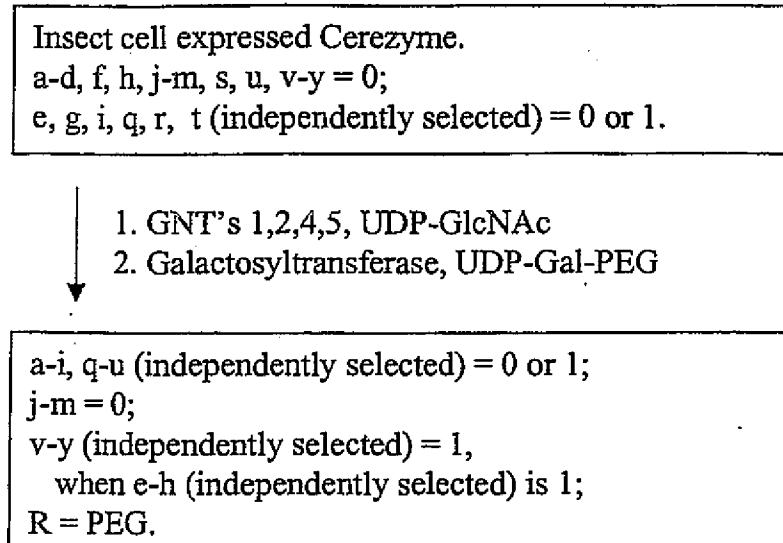 Insect cell expressed Cerezyme.
a-d, f, h, j-m, s, u, v-y = 0;
e, g, i, q, r, t (independently selected) = 0 or 1.
1. GNT's 1,2,4,5, UDP-GlcNAc
2. Galactosyltransferase, UDP-Gal-PEG
a-i, q-u (independently selected) = 0 or 1;
j-m = 0;
v-y (independently selected) = 1,
when e-h (independently selected) is 1;
R = PEG.